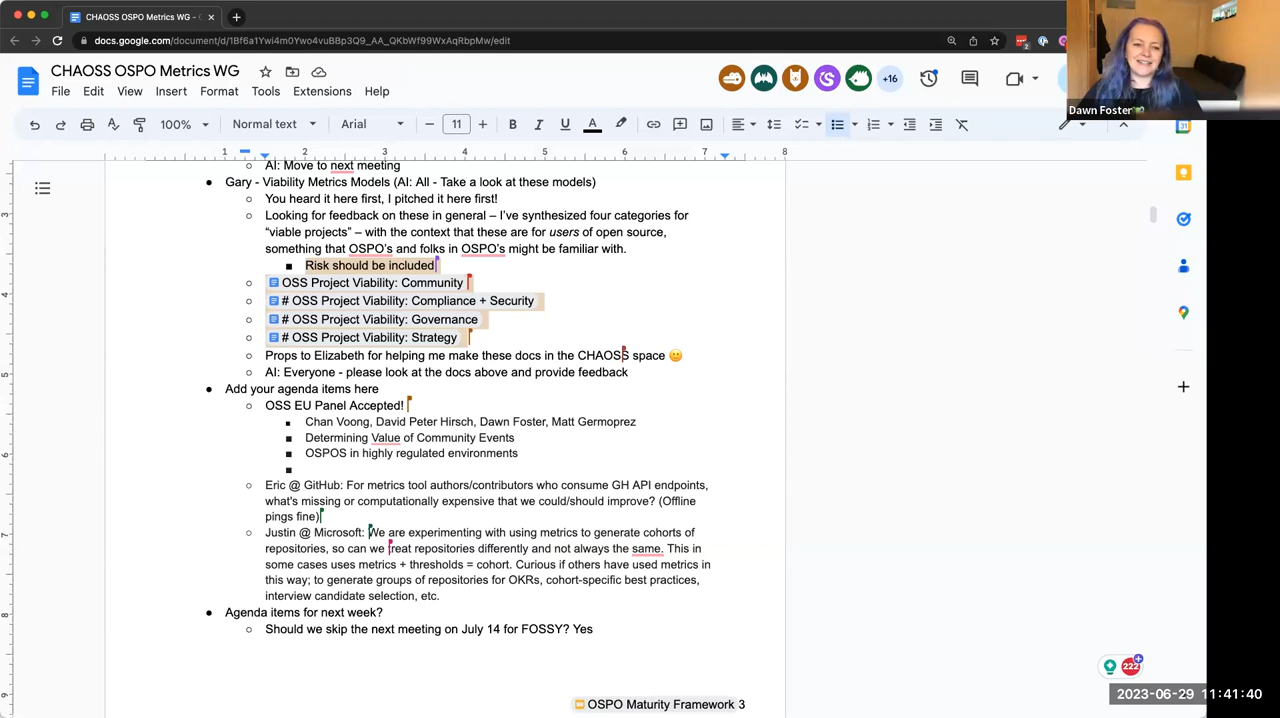 CHAOSS OSPO Metrics WG - G
docs.google.com/document/d/1Bf6a1Ywi4m0Ywo4vuBBp3Q9_AA_QKbWf99WxAqRbpMw/edit
CHAOSS OSPO Metrics WG
+16
File Edit View Insert Format Tools Extensions Help
Dawn Foster
100% Normal text Arial 11
1 2 3 4 5 6 7 8
AI: Move to next meeting
Gary - Viability Metrics Models (AI: All - Take a look at these models)
You heard it here first, I pitched it here first!
Looking for feedback on these in general – I've synthesized four categories for
"viable projects" – with the context that these are for users of open source,
something that OSPO's and folks in OSPO's might be familiar with.
Risk should be included
OSS Project Viability: Community
# OSS Project Viability: Compliance + Security
# OSS Project Viability: Governance
# OSS Project Viability: Strategy
Props to Elizabeth for helping me make these docs in the CHAOSS space 🙂
AI: Everyone - please look at the docs above and provide feedback
Add your agenda items here
OSS EU Panel Accepted!
Chan Voong, David Peter Hirsch, Dawn Foster, Matt Germoprez
Determining Value of Community Events
OSPOS in highly regulated environments
Eric @ GitHub: For metrics tool authors/contributors who consume GH API endpoints,
what's missing or computationally expensive that we could/should improve? (Offline
pings fine)
Justin @ Microsoft: We are experimenting with using metrics to generate cohorts of
repositories, so can we treat repositories differently and not always the same. This in
some cases uses metrics + thresholds = cohort. Curious if others have used metrics in
this way; to generate groups of repositories for OKRs, cohort-specific best practices,
interview candidate selection, etc.
Agenda items for next week?
Should we skip the next meeting on July 14 for FOSSY? Yes
222
2023-06-29 11:41:40
OSPO Maturity Framework 3